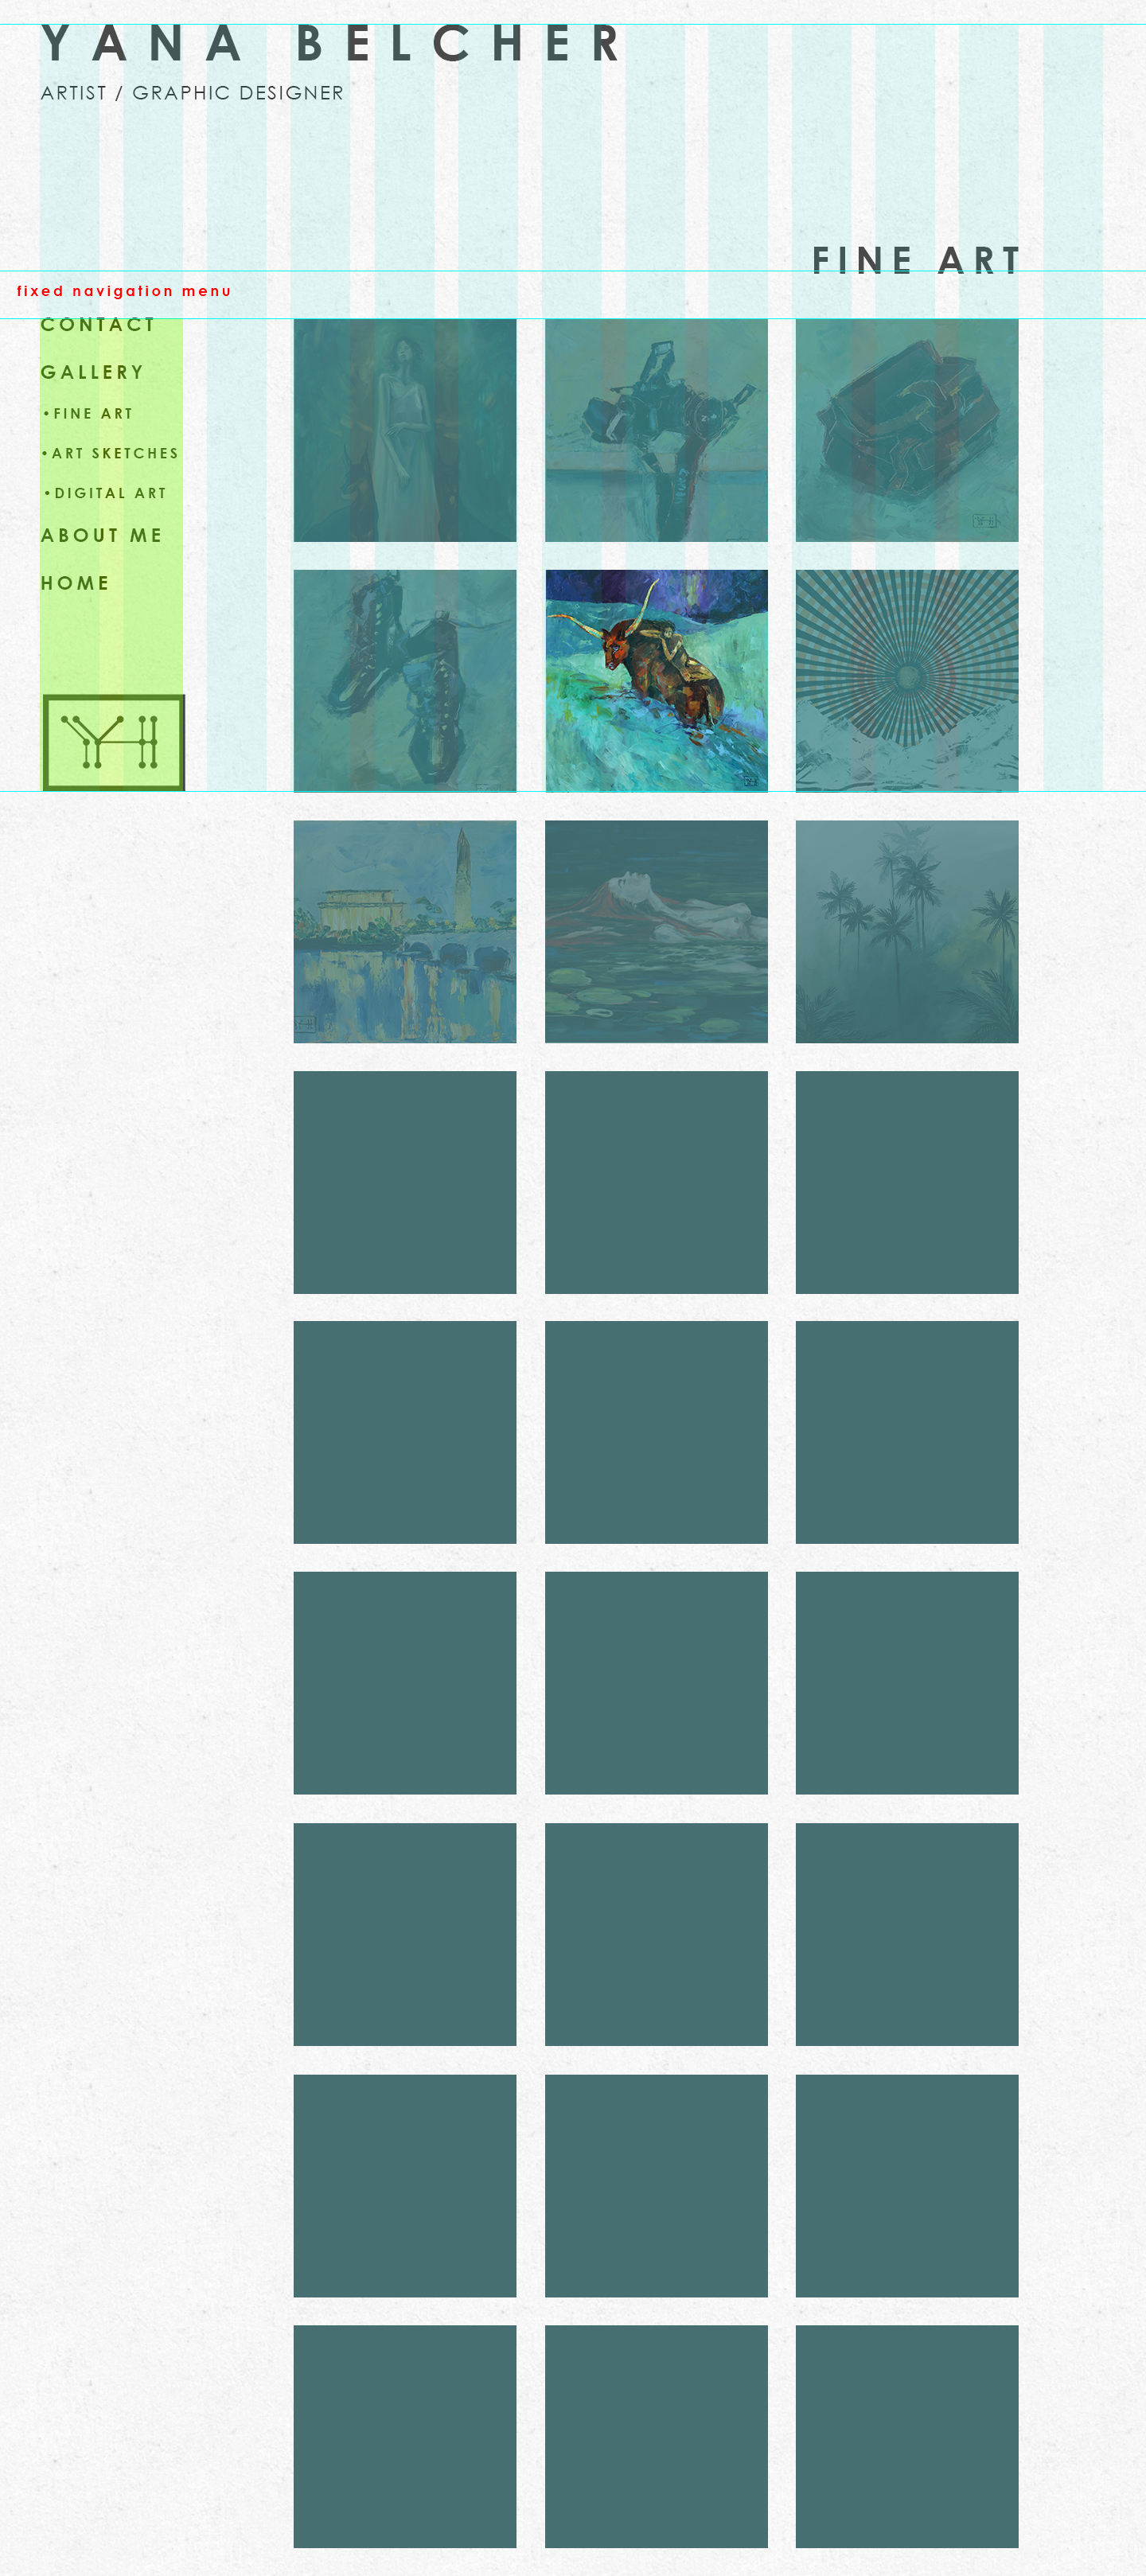 YANA BELCHER
ARTIST / GRAPHIC DESIGNER
FINE ART
fixed navigation menu
CONTACT
GALLERY
•FINE ART
•ART SKETCHES
•DIGITAL ART
ABOUT ME
HOME